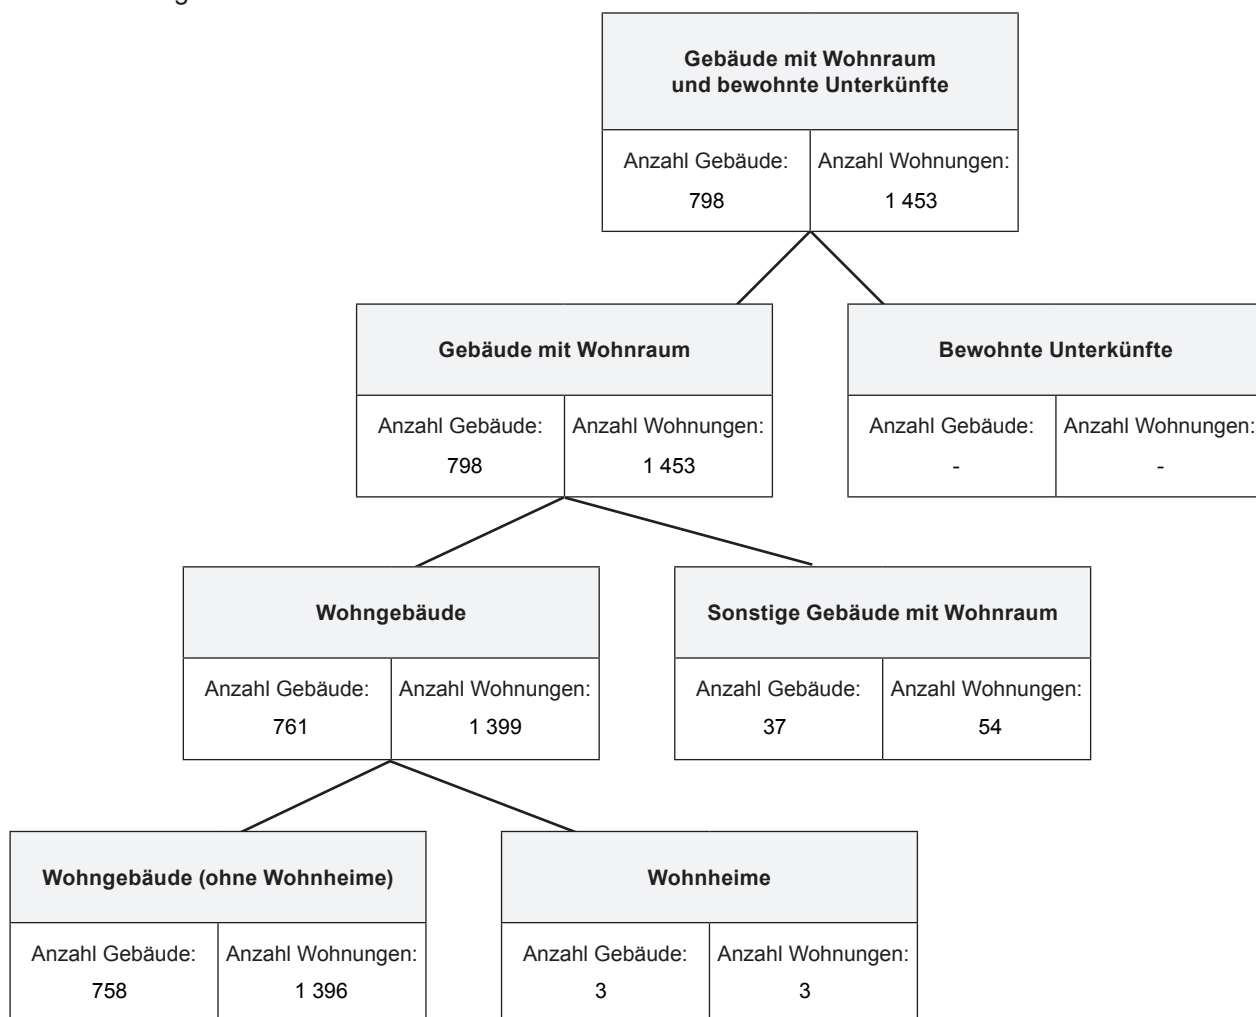 Gebäude mit Wohnraum
und bewohnte Unterkünfte
Anzahl Gebäude: Anzahl Wohnungen:
798 1 453
Gebäude mit Wohnraum
Anzahl Gebäude: Anzahl Wohnungen:
798 1 453
Bewohnte Unterkünfte
Anzahl Gebäude: Anzahl Wohnungen:
- -
Wohngebäude
Anzahl Gebäude: Anzahl Wohnungen:
761 1 399
Sonstige Gebäude mit Wohnraum
Anzahl Gebäude: Anzahl Wohnungen:
37 54
Wohngebäude (ohne Wohnheime)
Anzahl Gebäude: Anzahl Wohnungen:
758 1 396
Wohnheime
Anzahl Gebäude: Anzahl Wohnungen:
3 3